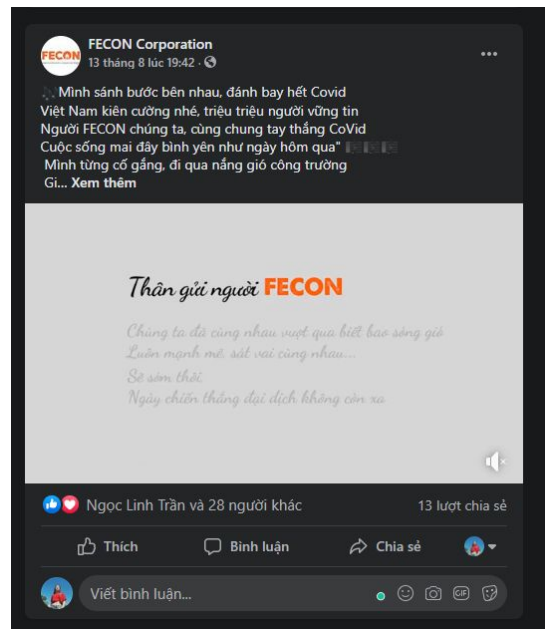 FECON
FECON Corporation
13 tháng 8 lúc 19:42
Mình sánh bước bên nhau, đánh bay hết Covid
Việt Nam kiên cường nhé, triệu triệu người vững tin
Người FECON chúng ta, cùng chung tay thắng CoVid
Cuộc sống mai đây bình yên như ngày hôm qua"
Mình từng cố gắng, đi qua nắng gió công trường
Gi... Xem thêm
Thân gửi người FECON
Chúng ta đã cùng nhau vượt qua biết bao sóng gió
Luôn mạnh mẽ, sát vai cùng nhau...
Sẽ sớm thôi,
Ngày chiến thắng đại dịch không còn xa
Ngọc Linh Trần và 28 người khác
13 lượt chia sẻ
Thích
Bình luận
Chia sẻ
Viết bình luận...
GIF